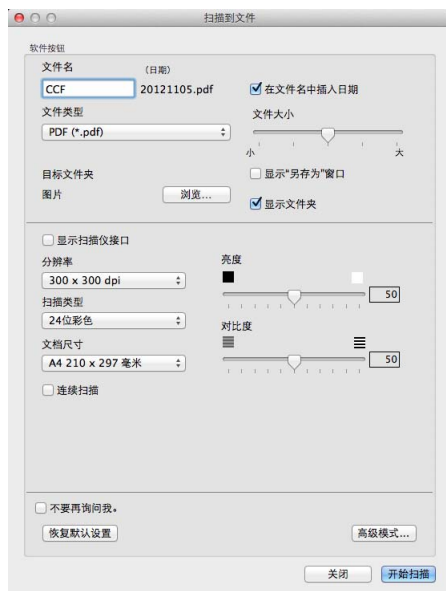 扫描到文件
软件按钮
文件名 （日期）
CCF 20121105.pdf 在文件名中插入日期
文件类型 文件大小
PDF (*.pdf)
小 大
目标文件夹 显示“另存为”窗口
图片 浏览... 显示文件夹
显示扫描仪接口
分辨率 亮度
300 x 300 dpi 50
扫描类型
24位彩色 对比度
文档尺寸
A4 210 x 297 毫米 50
连续扫描
不要再询问我。
恢复默认设置 高级模式...
关闭 开始扫描